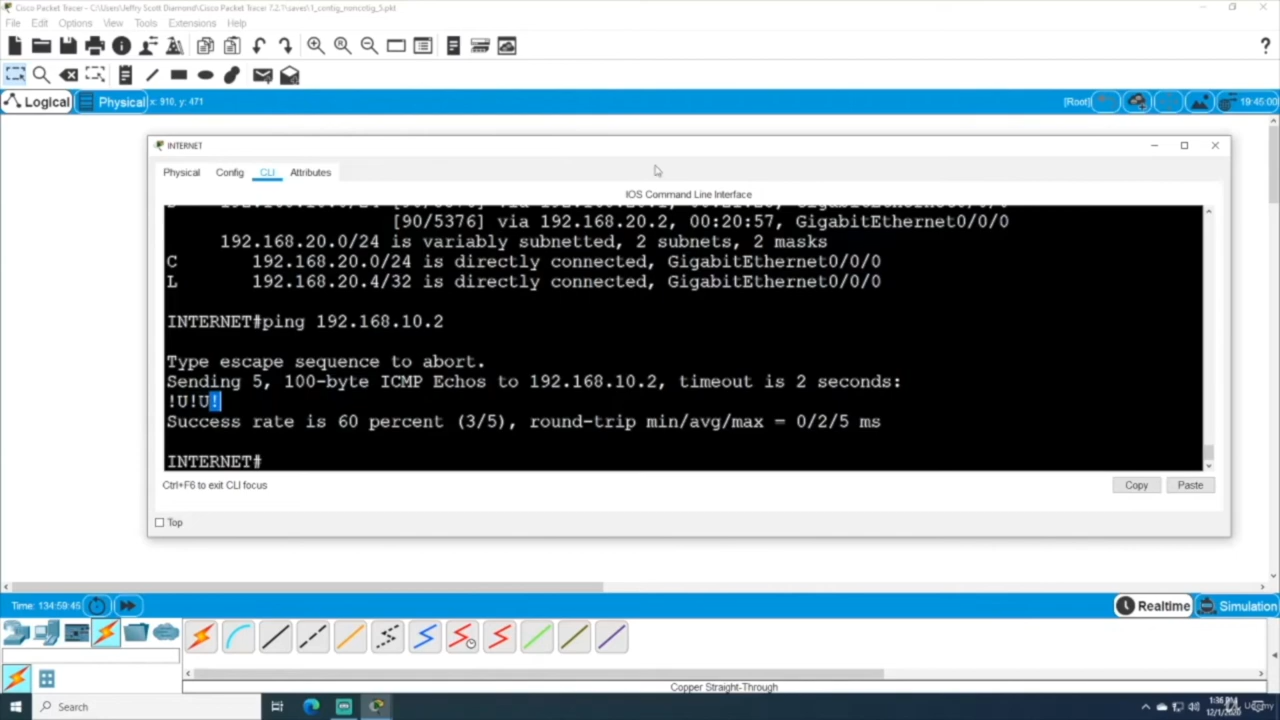 Cisco Packet Tracer - C:\Users\Jeffry Scott Diamond\Cisco Packet Tracer 7.2.1\saves\1_contig_noncotig_5.pkt
File Edit Options View Tools Extensions Help
?
Logical Physical x: 910, y: 471 [Root] 19:45:00
INTERNET
Physical Config CLI Attributes
IOS Command Line Interface
[90/5376] via 192.168.20.2, 00:20:57, GigabitEthernet0/0/0
192.168.20.0/24 is variably subnetted, 2 subnets, 2 masks
C 192.168.20.0/24 is directly connected, GigabitEthernet0/0/0
L 192.168.20.4/32 is directly connected, GigabitEthernet0/0/0
INTERNET#ping 192.168.10.2
Type escape sequence to abort.
Sending 5, 100-byte ICMP Echos to 192.168.10.2, timeout is 2 seconds:
!U!U!
Success rate is 60 percent (3/5), round-trip min/avg/max = 0/2/5 ms
INTERNET#
Ctrl+F6 to exit CLI focus
Copy Paste
Top
Time: 134:59:46
Realtime Simulation
Copper Straight-Through
Search
1:36 PM
Udemy